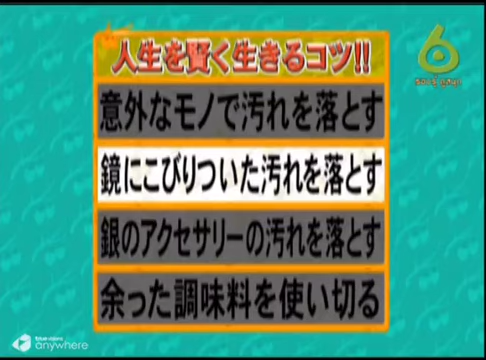 人生を賢く生きるコツ!!
6
意外なモノで汚れを落とす
鏡にこびりついた汚れを落とす
銀のアクセサリーの汚れを落とす
余った調味料を使い切る
anywhere